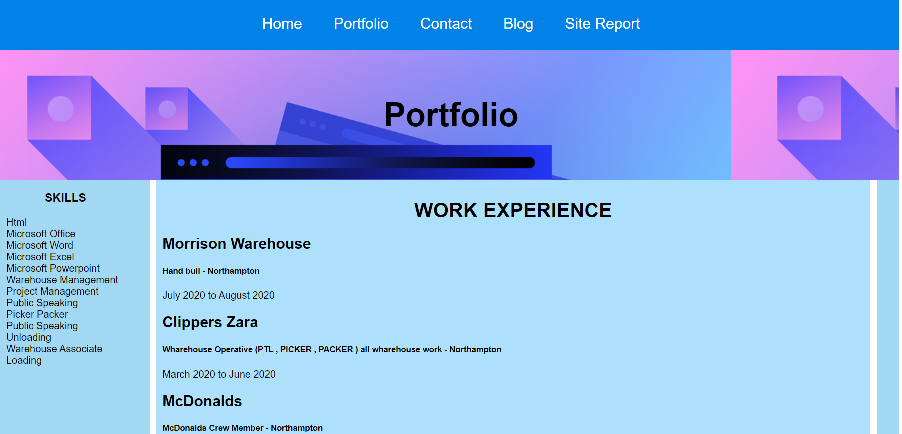 Home Portfolio Contact Blog Site Report
Portfolio
SKILLS
Html
Microsoft Office
Microsoft Word
Microsoft Excel
Microsoft Powerpoint
Warehouse Management
Project Management
Public Speaking
Picker Packer
Public Speaking
Unloading
Warehouse Associate
Loading
WORK EXPERIENCE
Morrison Warehouse
Hand bull - Northampton
July 2020 to August 2020
Clippers Zara
Wharehouse Operative (PTL , PICKER , PACKER ) all wharehouse work - Northampton
March 2020 to June 2020
McDonalds
McDonalds Crew Member - Northampton